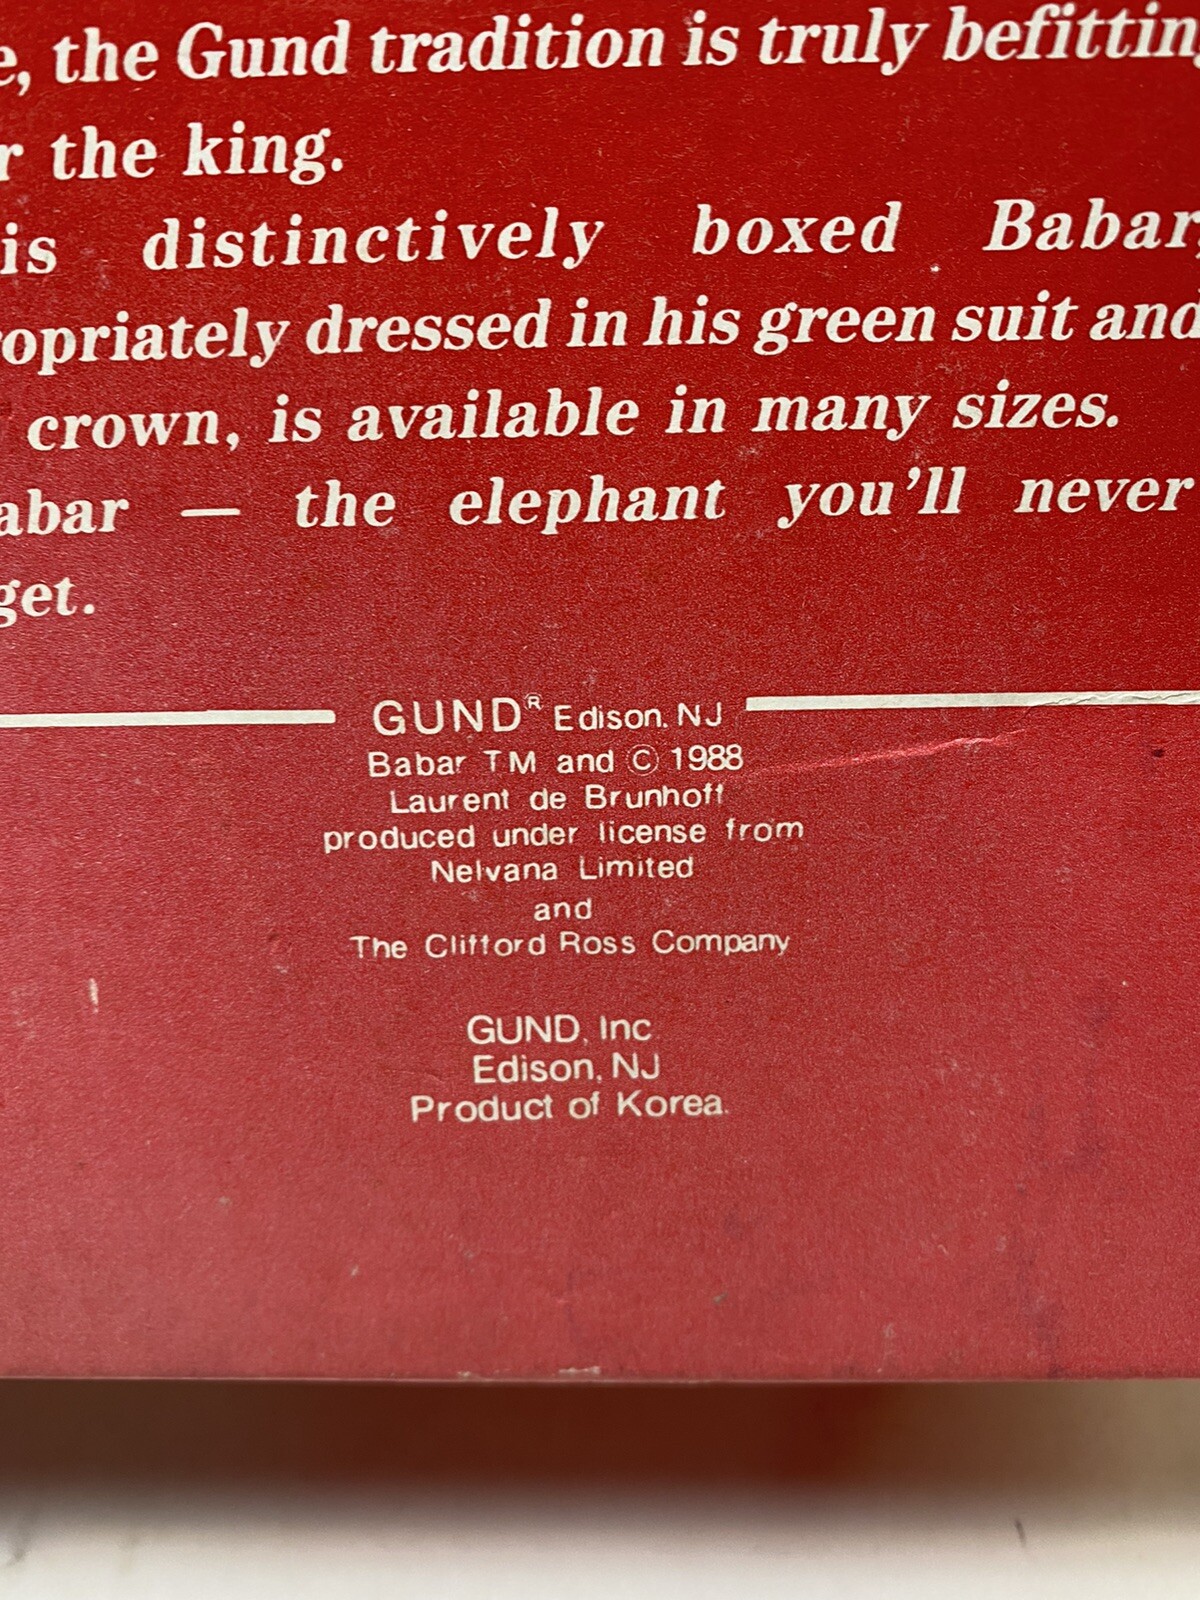 e, the Gund tradition is truly befittin
r the king.
is distinctively boxed Babar,
ropriately dressed in his green suit and
crown, is available in many sizes.
abar — the elephant you'll never
get.
GUND® Edison, NJ
Babar TM and © 1988
Laurent de Brunhoff
produced under license from
Nelvana Limited
and
The Clifford Ross Company
GUND, Inc.
Edison, NJ
Product of Korea.